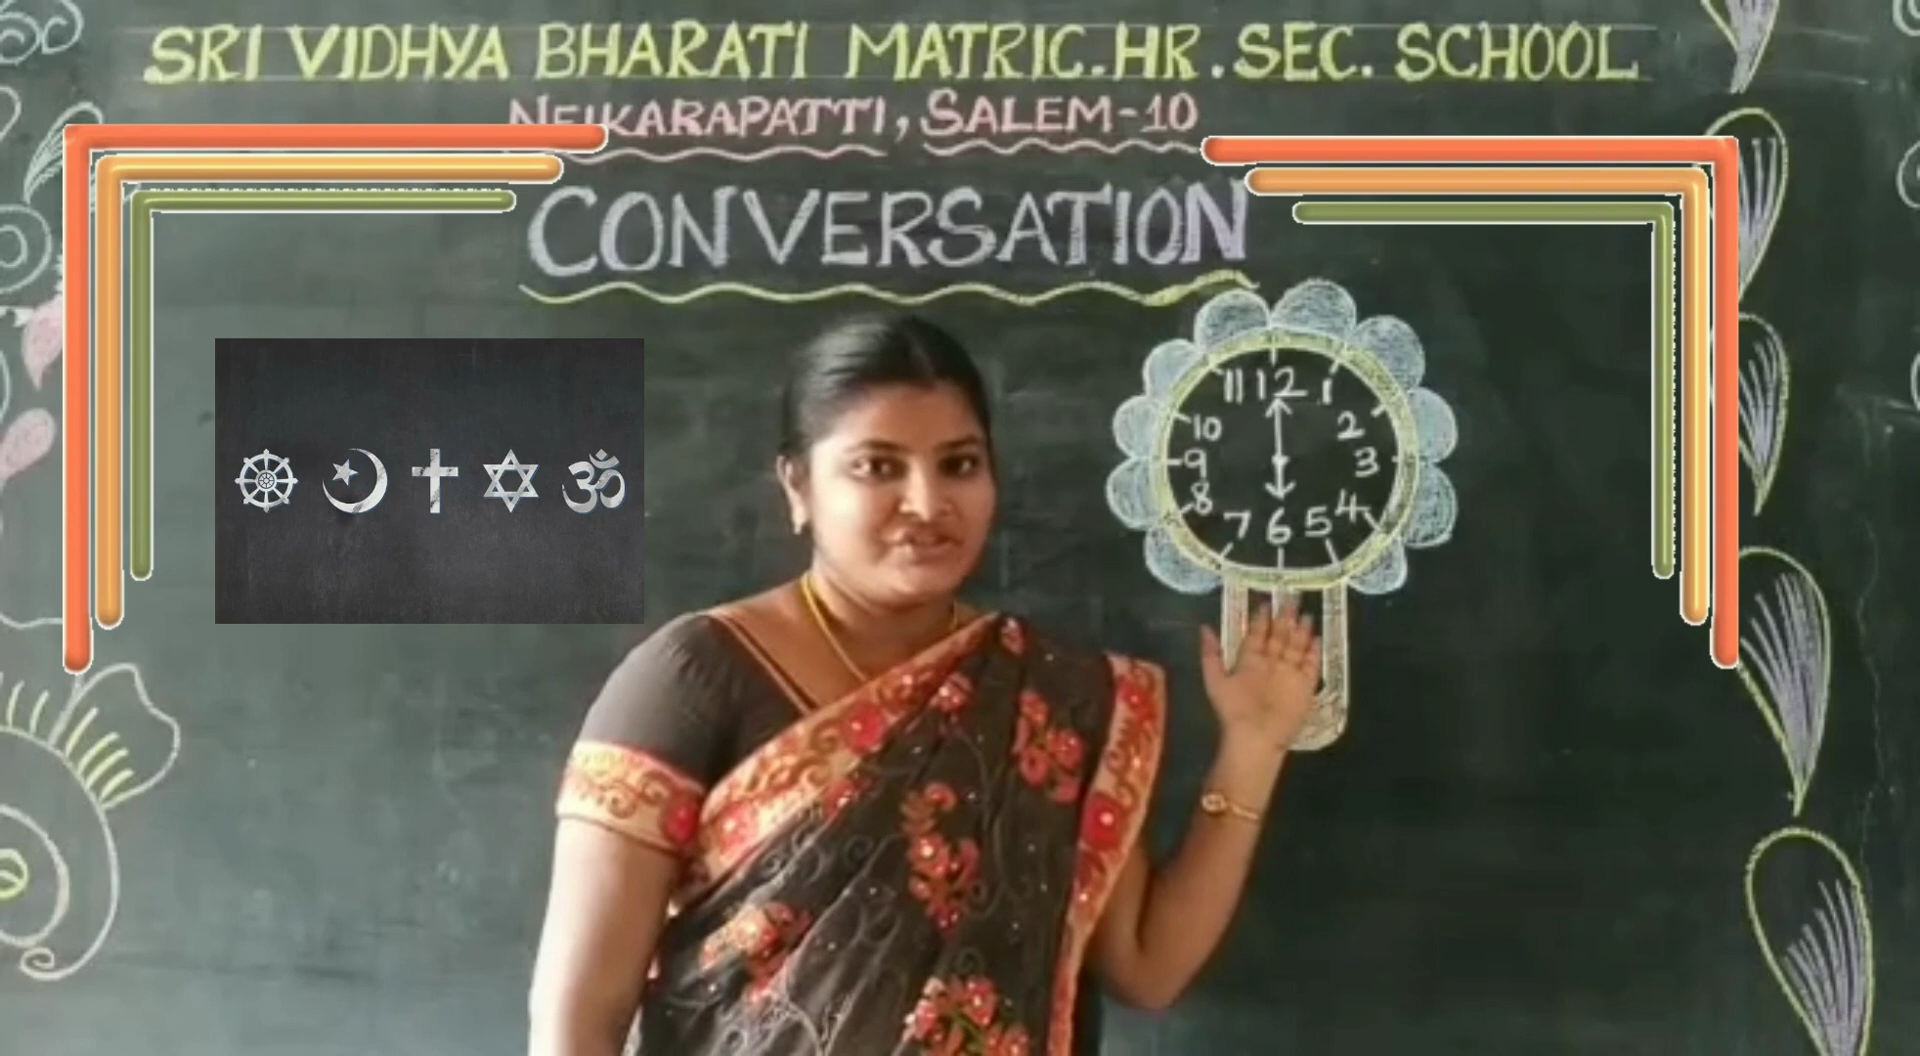 SRI VIDHYA BHARATI MATRIC.HR.SEC. SCHOOL
NEIKARAPATTI, SALEM-10
CONVERSATION
11 12 1
10 2
9 3
8 4
7 6 5
ॐ